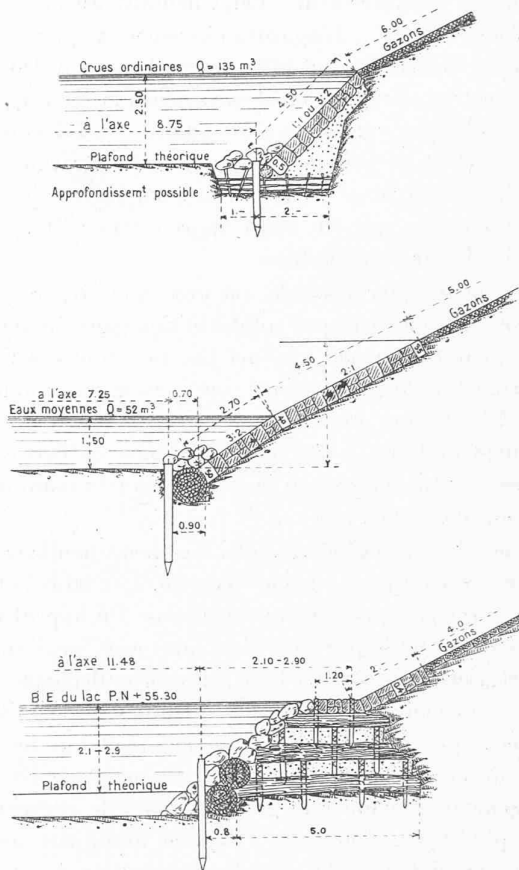 6.00
Gazons
Crues ordinaires Q = 135 m³
4.50
1:1 ou 3:2
2.50
à l'axe 8.75
Plafond théorique
Approfondissemt possible
1.-
2.-
5.00
Gazons
4.50
2:1
à l'axe 7.25
0.70
2.70
Eaux moyennes Q = 52 m³
3:2
1.50
0.90
4.0
Gazons
à l'axe 11.48
2.10-2.90
2
1.20
B.E. du lac P.N + 55.30
2.1-2.9
Plafond théorique
0.8
5.0